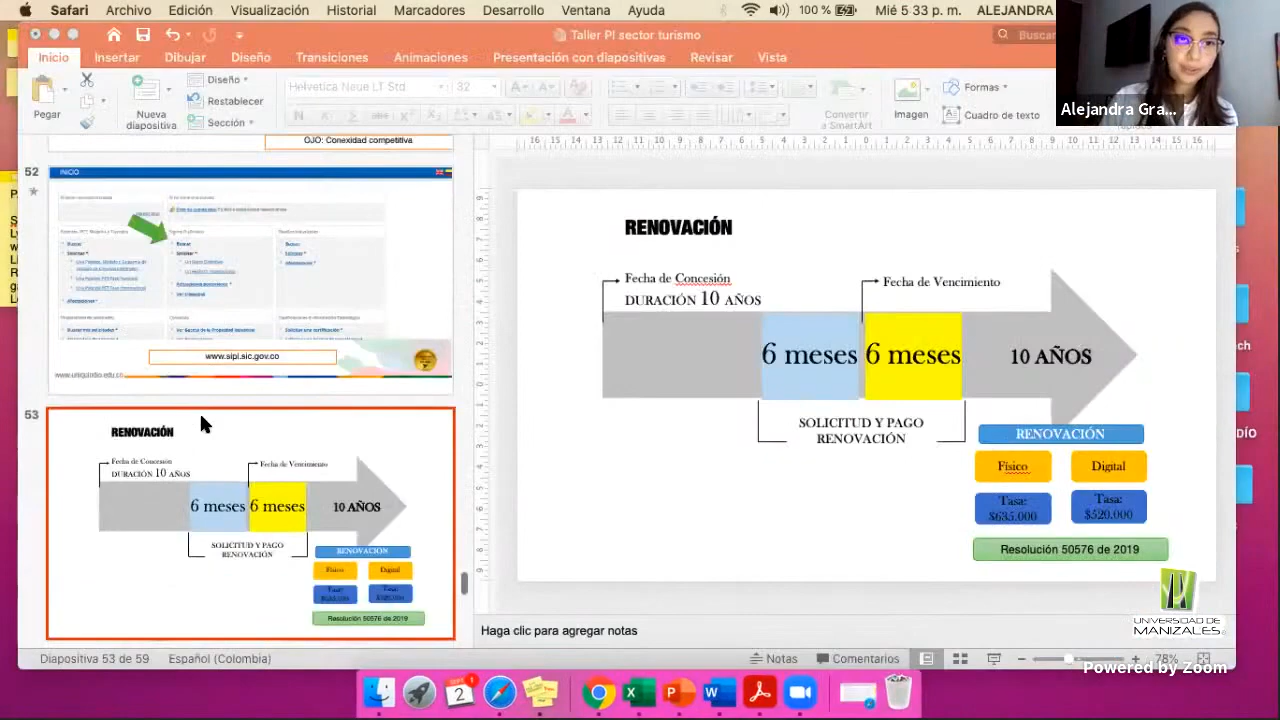 Archivo
Edición
Visualización
Historial
Marcadores
Desarrollo
Ventana
Ayuda
100 %
Mié 5 33 p. m.
ALEJANDRA
Taller PI sector turismo
Buscar
Inicio
Insertar
Dibujar
Diseño
Transiciones
Animaciones
Presentación con diapositivas
Revisar
Vista
Alejandra Gra...
Pegar
Nueva
diapositiva
Diseño
Restablecer
Sección
Helvetica Neue LT Std
32
Convertir
a SmartArt
Imagen
Formas
Cuadro de texto
OJO: Conexidad competitiva
52
INICIO
www.sipi.sic.gov.co
www.uniquindio.edu.co
53
RENOVACIÓN
Fecha de Concesión
DURACIÓN 10 AÑOS
Fecha de Vencimiento
6 meses
6 meses
10 AÑOS
SOLICITUD Y PAGO
RENOVACIÓN
RENOVACIÓN
Físico
Digital
Resolución 50576 de 2019
RENOVACIÓN
Fecha de Concesión
DURACIÓN 10 AÑOS
Fecha de Vencimiento
6 meses
6 meses
10 AÑOS
SOLICITUD Y PAGO
RENOVACIÓN
RENOVACIÓN
Físico
Digital
Tasa:
$635.000
Tasa:
$520.000
Resolución 50576 de 2019
Haga clic para agregar notas
UNIVERSIDAD DE
MANIZALES
Diapositiva 53 de 59
Español (Colombia)
Notas
Comentarios
78%
Powered by Zoom
2